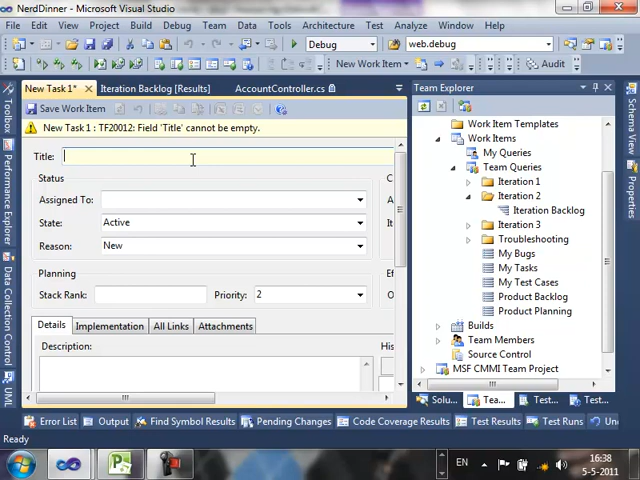 NerdDinner - Microsoft Visual Studio
File Edit View Project Build Debug Team Data Tools Architecture Test Analyze Window Help
Debug web.debug
New Work Item Audit
New Task 1* Iteration Backlog [Results] AccountController.cs
Save Work Item
New Task 1 : TF20012: Field 'Title' cannot be empty.
Title:
Status
Assigned To:
State: Active
Reason: New
Planning
Stack Rank: Priority: 2
Details Implementation All Links Attachments
Description:
His
Toolbox
Performance Explorer
Data Collection Control
UML
Team Explorer
Work Item Templates
Work Items
My Queries
Team Queries
Iteration 1
Iteration 2
Iteration Backlog
Iteration 3
Troubleshooting
My Bugs
My Tasks
My Test Cases
Product Backlog
Product Planning
Builds
Team Members
Source Control
MSF CMMI Team Project
Solu... Tea... Test... Test...
Schema View
Properties
Error List Output Find Symbol Results Pending Changes Code Coverage Results Test Results Test Runs Un
Ready
EN 16:38
5-5-2011